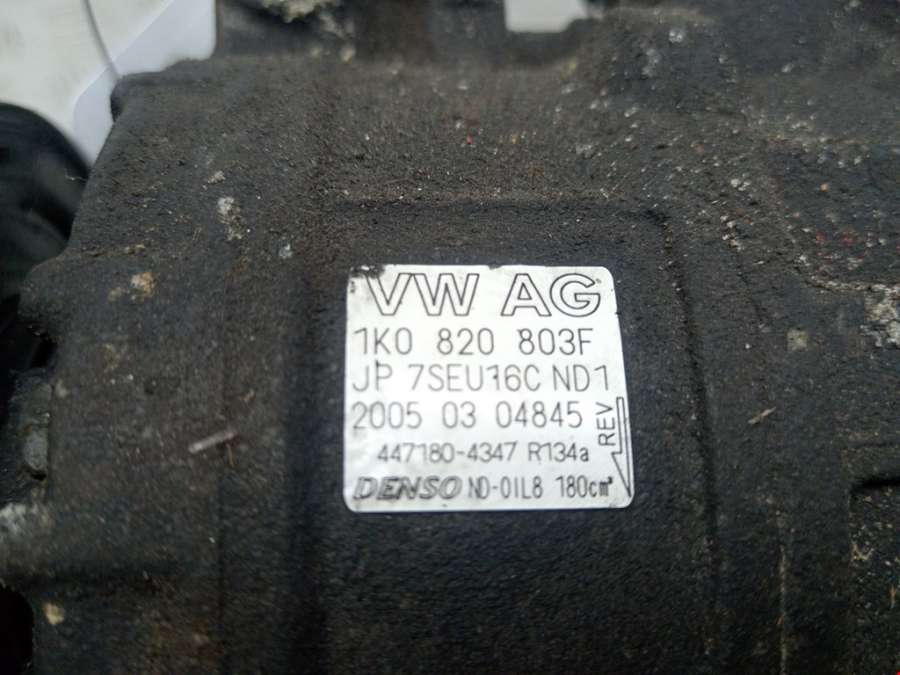 VW AG
1K0 820 803F
JP 7SEU16C ND1
2005 03 04845
REV
447180-4347 R134a
DENSO ND-OIL8 180cm³